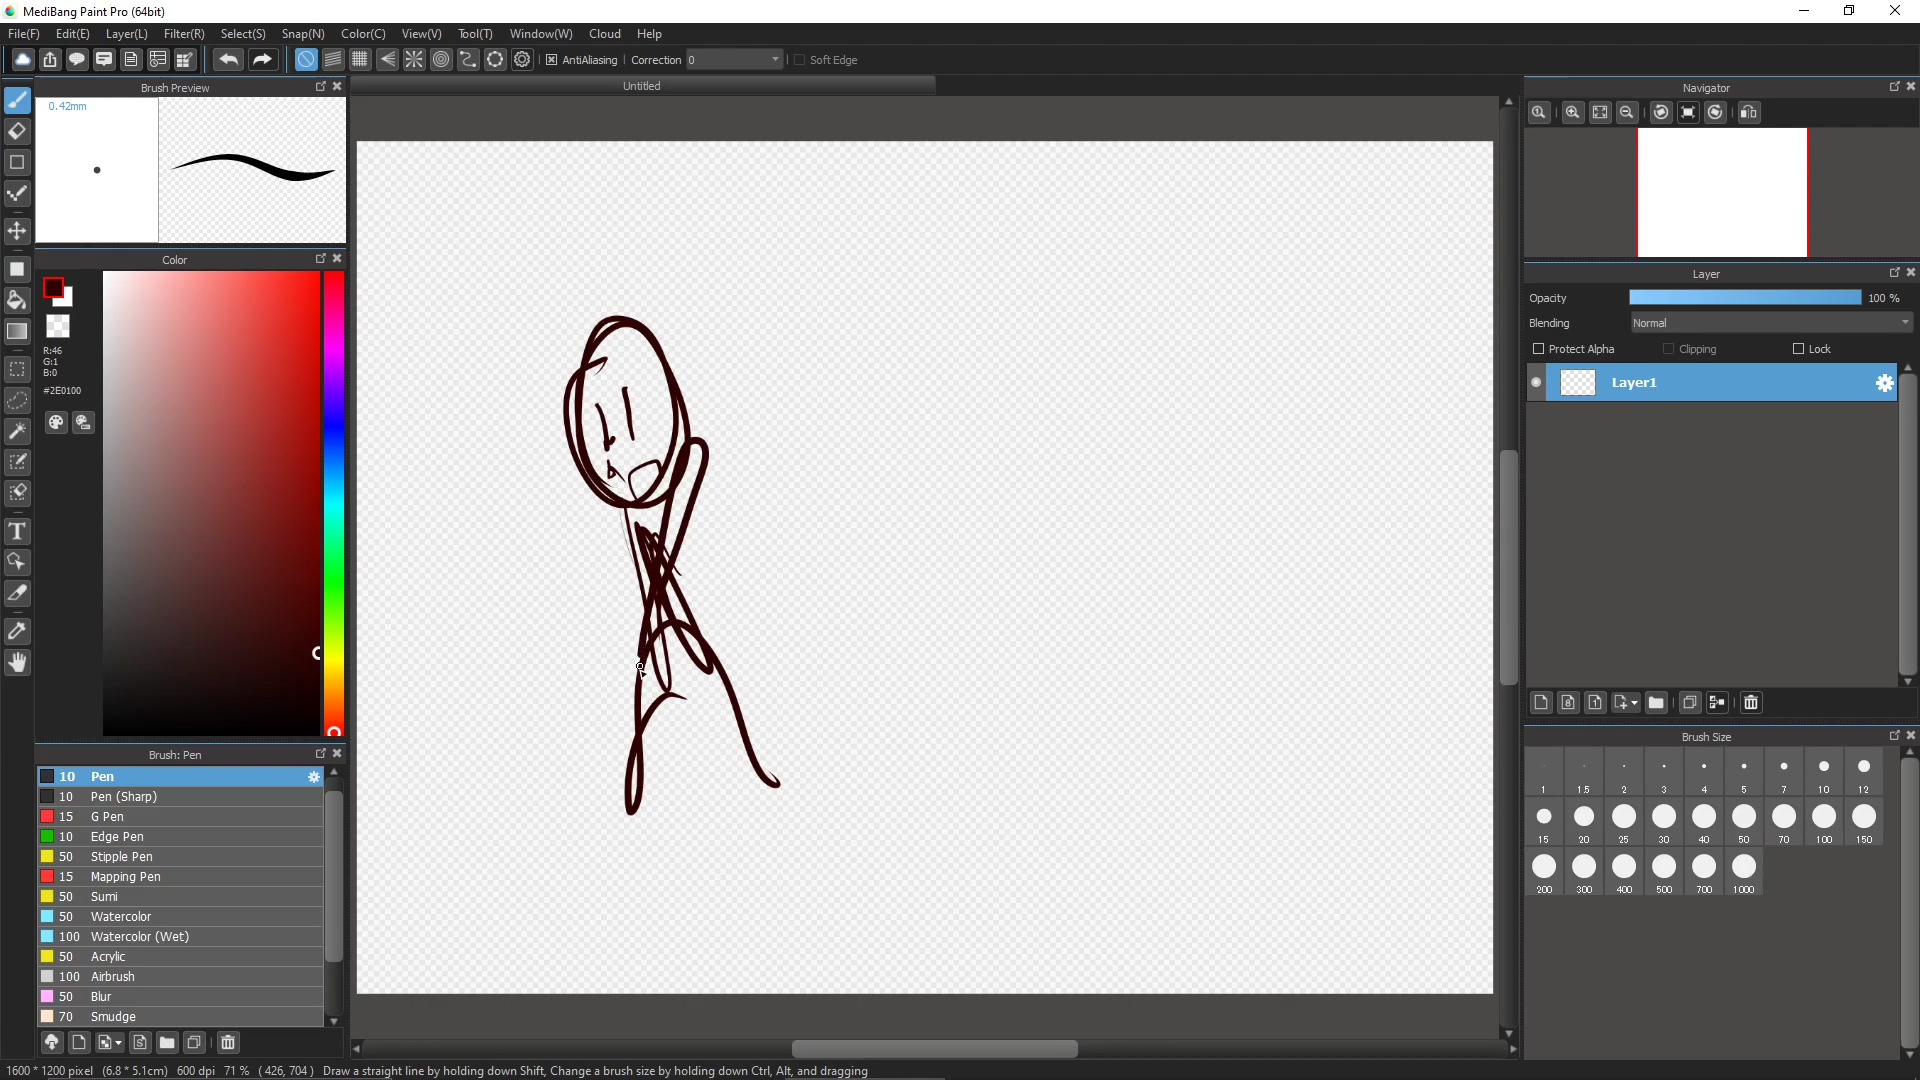 MediBang Paint Pro (64bit)
File(F) Edit(E) Layer(L) Filter(R) Select(S) Snap(N) Color(C) View(V) Tool(T) Window(W) Cloud Help
AntiAliasing Correction 0 Soft Edge
Brush Preview
0.42mm
Untitled
Color
R:46
G:1
B:0
#2E0100
Brush: Pen
10 Pen
10 Pen (Sharp)
15 G Pen
10 Edge Pen
50 Stipple Pen
15 Mapping Pen
50 Sumi
50 Watercolor
100 Watercolor (Wet)
50 Acrylic
100 Airbrush
50 Blur
70 Smudge
Navigator
Layer
Opacity 100 %
Blending Normal
Protect Alpha Clipping Lock
Layer1
Brush Size
1 1.5 2 3 4 5 7 10 12
15 20 25 30 40 50 70 100 150
200 300 400 500 700 1000
1600 * 1200 pixel (6.8 * 5.1cm) 600 dpi 71 % ( 426, 704 ) Draw a straight line by holding down Shift, Change a brush size by holding down Ctrl, Alt, and dragging